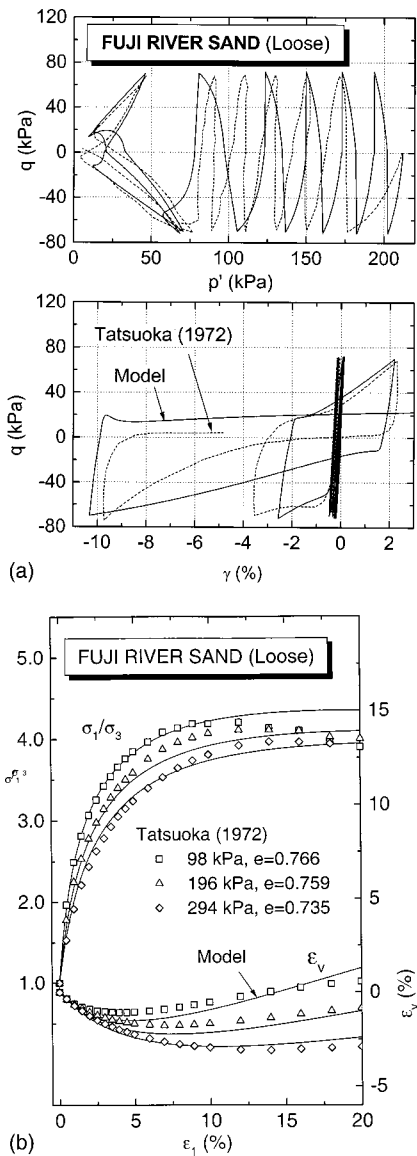 FUJI RIVER SAND (Loose)
80
40
0
-40
-80
q (kPa)
0 50 100 150 200
p' (kPa)
80
40
0
-40
-80
q (kPa)
Tatsuoka (1972)
Model
-10 -8 -6 -4 -2 0 2
γ (%)
(a)
FUJI RIVER SAND (Loose)
5.0
4.0
3.0
2.0
1.0
σ₁/σ₃
15
10
5
0
-5
εᵥ (%)
σ₁/σ₃
Tatsuoka (1972)
□ 98 kPa, e=0.766
△ 196 kPa, e=0.759
◇ 294 kPa, e=0.735
Model
εᵥ
0 5 10 15 20
ε₁ (%)
(b)